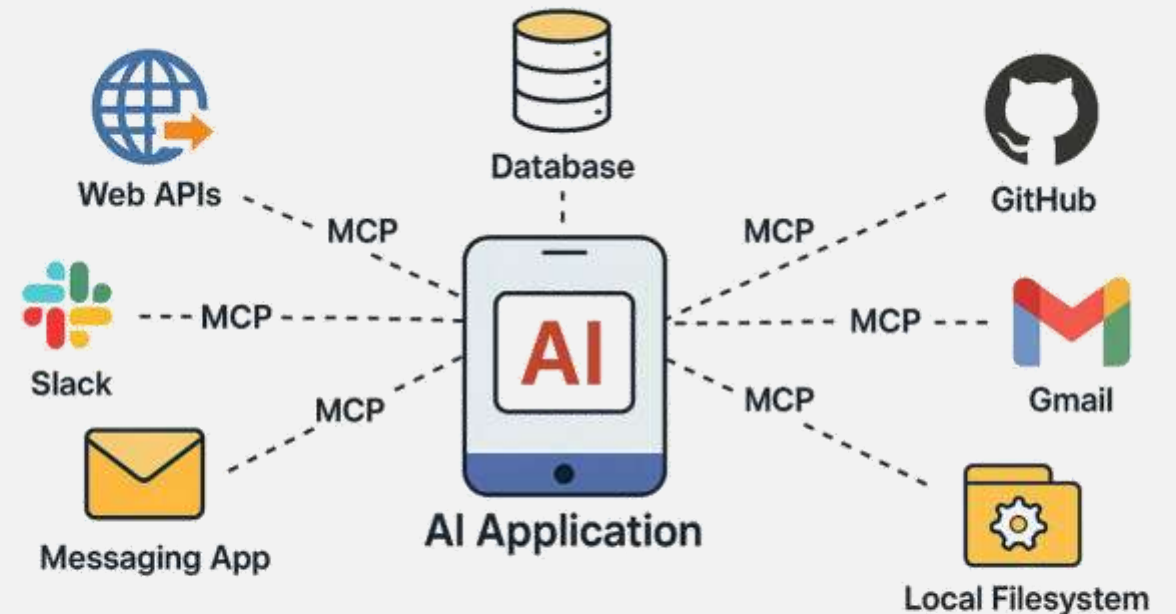 Database
Web APIs
GitHub
MCP
MCP
MCP
MCP
AI
Slack
Gmail
MCP
MCP
AI Application
Messaging App
Local Filesystem